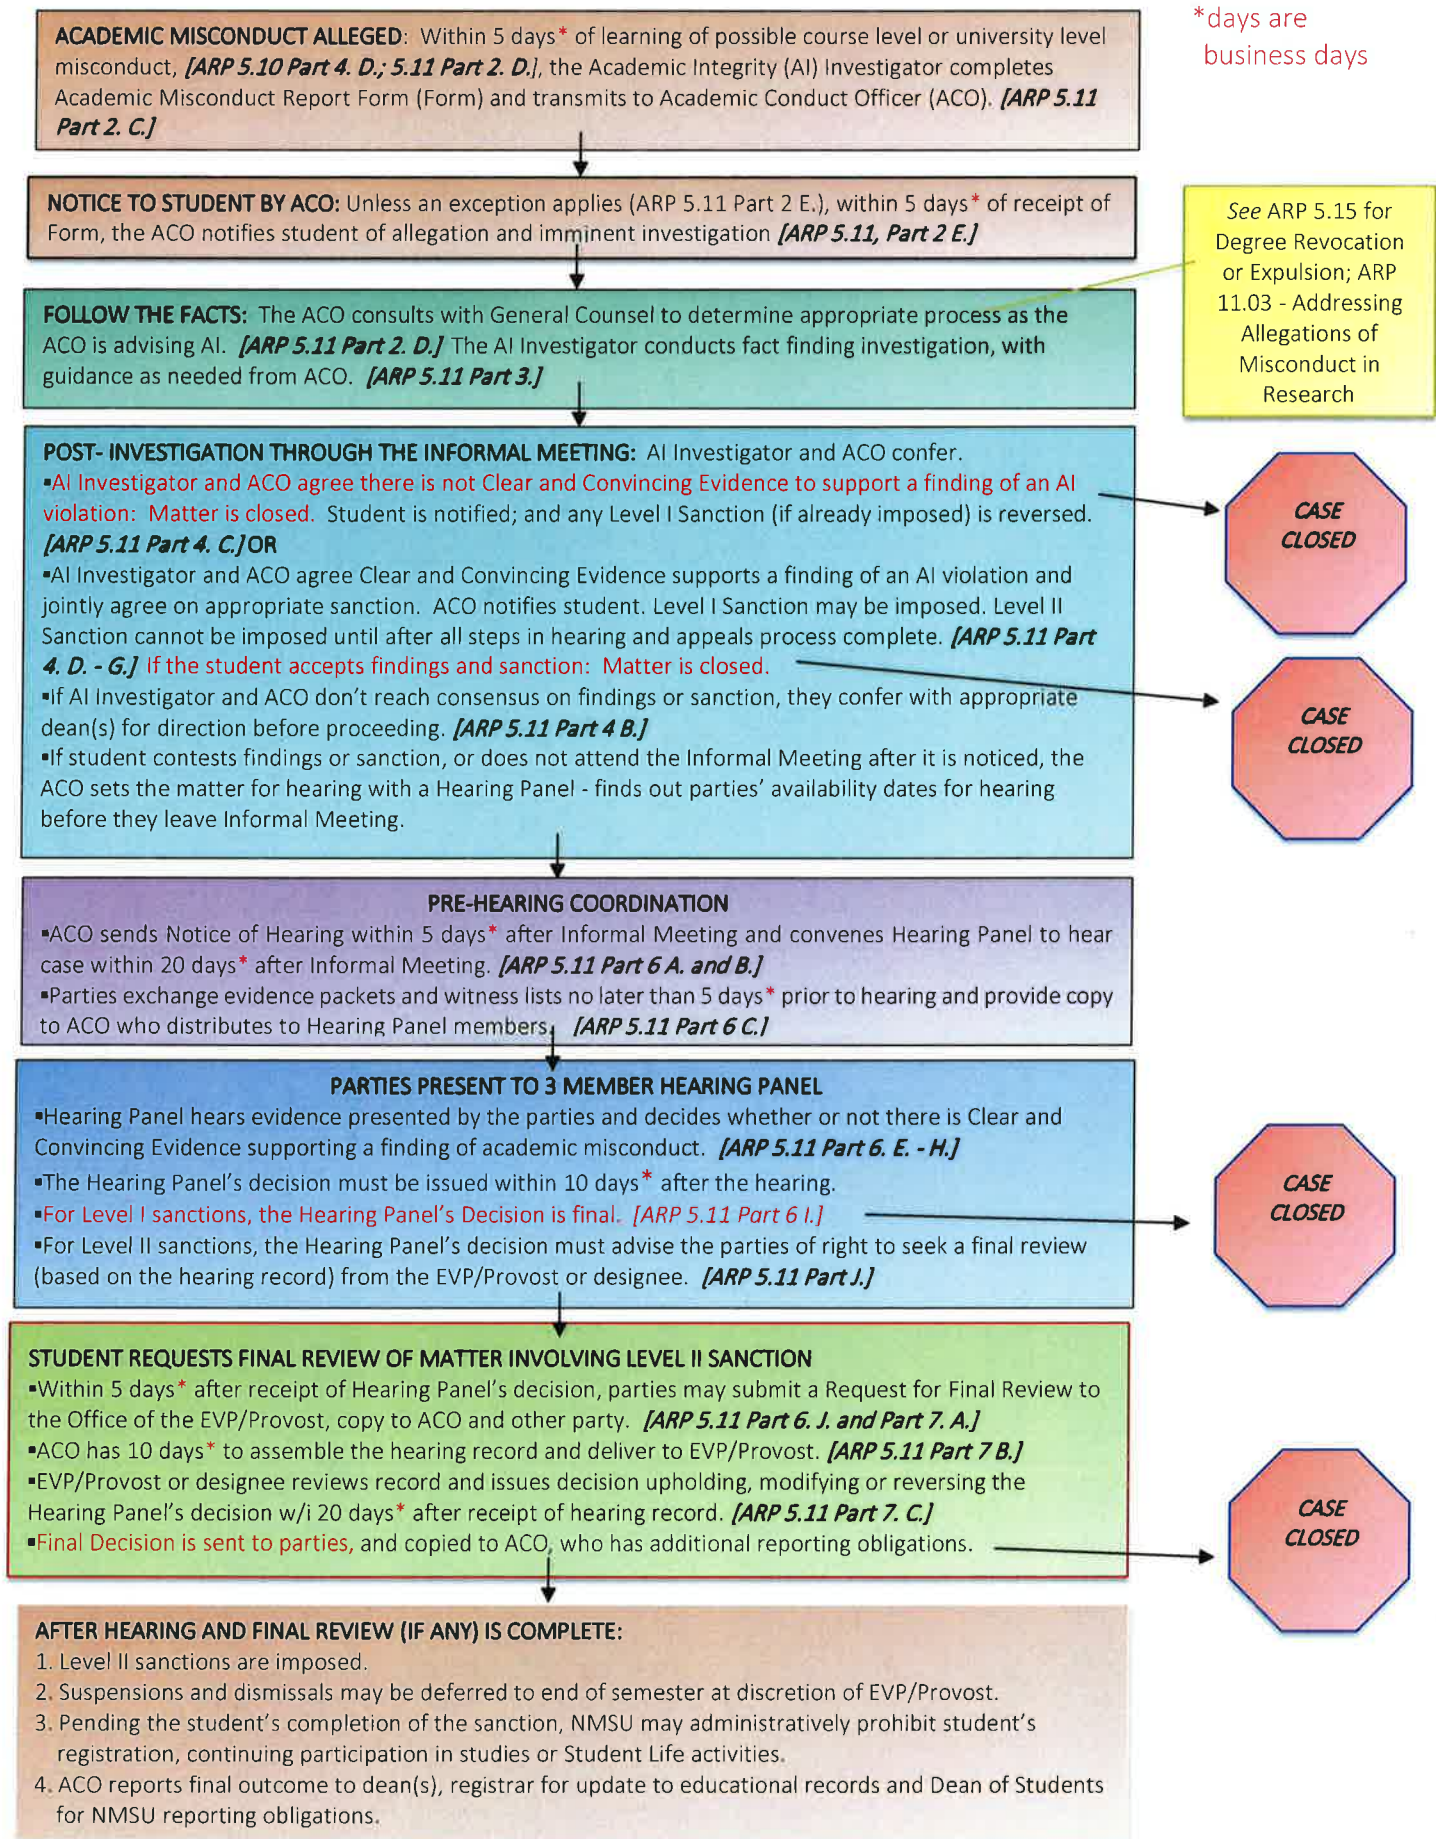 *days are
business days
ACADEMIC MISCONDUCT ALLEGED: Within 5 days* of learning of possible course level or university level
misconduct, [ARP 5.10 Part 4. D.; 5.11 Part 2. D.], the Academic Integrity (AI) Investigator completes
Academic Misconduct Report Form (Form) and transmits to Academic Conduct Officer (ACO). [ARP 5.11
Part 2. C.]
NOTICE TO STUDENT BY ACO: Unless an exception applies (ARP 5.11 Part 2 E.), within 5 days* of receipt of
Form, the ACO notifies student of allegation and imminent investigation [ARP 5.11, Part 2 E.]
See ARP 5.15 for
Degree Revocation
or Expulsion; ARP
11.03 - Addressing
Allegations of
Misconduct in
Research
FOLLOW THE FACTS: The ACO consults with General Counsel to determine appropriate process as the
ACO is advising AI. [ARP 5.11 Part 2. D.] The AI Investigator conducts fact finding investigation, with
guidance as needed from ACO. [ARP 5.11 Part 3.]
POST- INVESTIGATION THROUGH THE INFORMAL MEETING: AI Investigator and ACO confer.
▪AI Investigator and ACO agree there is not Clear and Convincing Evidence to support a finding of an AI
violation: Matter is closed. Student is notified; and any Level I Sanction (if already imposed) is reversed.
[ARP 5.11 Part 4. C.] OR
▪AI Investigator and ACO agree Clear and Convincing Evidence supports a finding of an AI violation and
jointly agree on appropriate sanction. ACO notifies student. Level I Sanction may be imposed. Level II
Sanction cannot be imposed until after all steps in hearing and appeals process complete. [ARP 5.11 Part
4. D. - G.] If the student accepts findings and sanction: Matter is closed.
▪If AI Investigator and ACO don't reach consensus on findings or sanction, they confer with appropriate
dean(s) for direction before proceeding. [ARP 5.11 Part 4 B.]
▪If student contests findings or sanction, or does not attend the Informal Meeting after it is noticed, the
ACO sets the matter for hearing with a Hearing Panel - finds out parties' availability dates for hearing
before they leave Informal Meeting.
CASE
CLOSED
CASE
CLOSED
PRE-HEARING COORDINATION
▪ACO sends Notice of Hearing within 5 days* after Informal Meeting and convenes Hearing Panel to hear
case within 20 days* after Informal Meeting. [ARP 5.11 Part 6 A. and B.]
▪Parties exchange evidence packets and witness lists no later than 5 days* prior to hearing and provide copy
to ACO who distributes to Hearing Panel members. [ARP 5.11 Part 6 C.]
PARTIES PRESENT TO 3 MEMBER HEARING PANEL
▪Hearing Panel hears evidence presented by the parties and decides whether or not there is Clear and
Convincing Evidence supporting a finding of academic misconduct. [ARP 5.11 Part 6. E. - H.]
▪The Hearing Panel's decision must be issued within 10 days* after the hearing.
▪For Level I sanctions, the Hearing Panel's Decision is final. [ARP 5.11 Part 6 I.]
▪For Level II sanctions, the Hearing Panel's decision must advise the parties of right to seek a final review
(based on the hearing record) from the EVP/Provost or designee. [ARP 5.11 Part J.]
CASE
CLOSED
STUDENT REQUESTS FINAL REVIEW OF MATTER INVOLVING LEVEL II SANCTION
▪Within 5 days* after receipt of Hearing Panel's decision, parties may submit a Request for Final Review to
the Office of the EVP/Provost, copy to ACO and other party. [ARP 5.11 Part 6. J. and Part 7. A.]
▪ACO has 10 days* to assemble the hearing record and deliver to EVP/Provost. [ARP 5.11 Part 7 B.]
▪EVP/Provost or designee reviews record and issues decision upholding, modifying or reversing the
Hearing Panel's decision w/i 20 days* after receipt of hearing record. [ARP 5.11 Part 7. C.]
▪Final Decision is sent to parties, and copied to ACO, who has additional reporting obligations.
CASE
CLOSED
AFTER HEARING AND FINAL REVIEW (IF ANY) IS COMPLETE:
1. Level II sanctions are imposed.
2. Suspensions and dismissals may be deferred to end of semester at discretion of EVP/Provost.
3. Pending the student's completion of the sanction, NMSU may administratively prohibit student's
registration, continuing participation in studies or Student Life activities.
4. ACO reports final outcome to dean(s), registrar for update to educational records and Dean of Students
for NMSU reporting obligations.